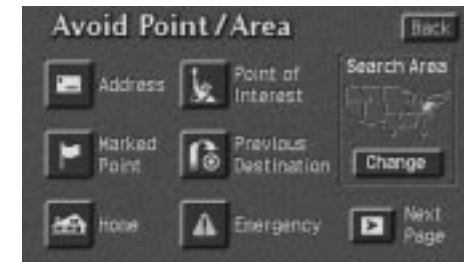 Avoid Point/Area
Back
Address
Point of
Interest
Search Area
Marked
Point
Previous
Destination
Change
Home
Emergency
Next
Page